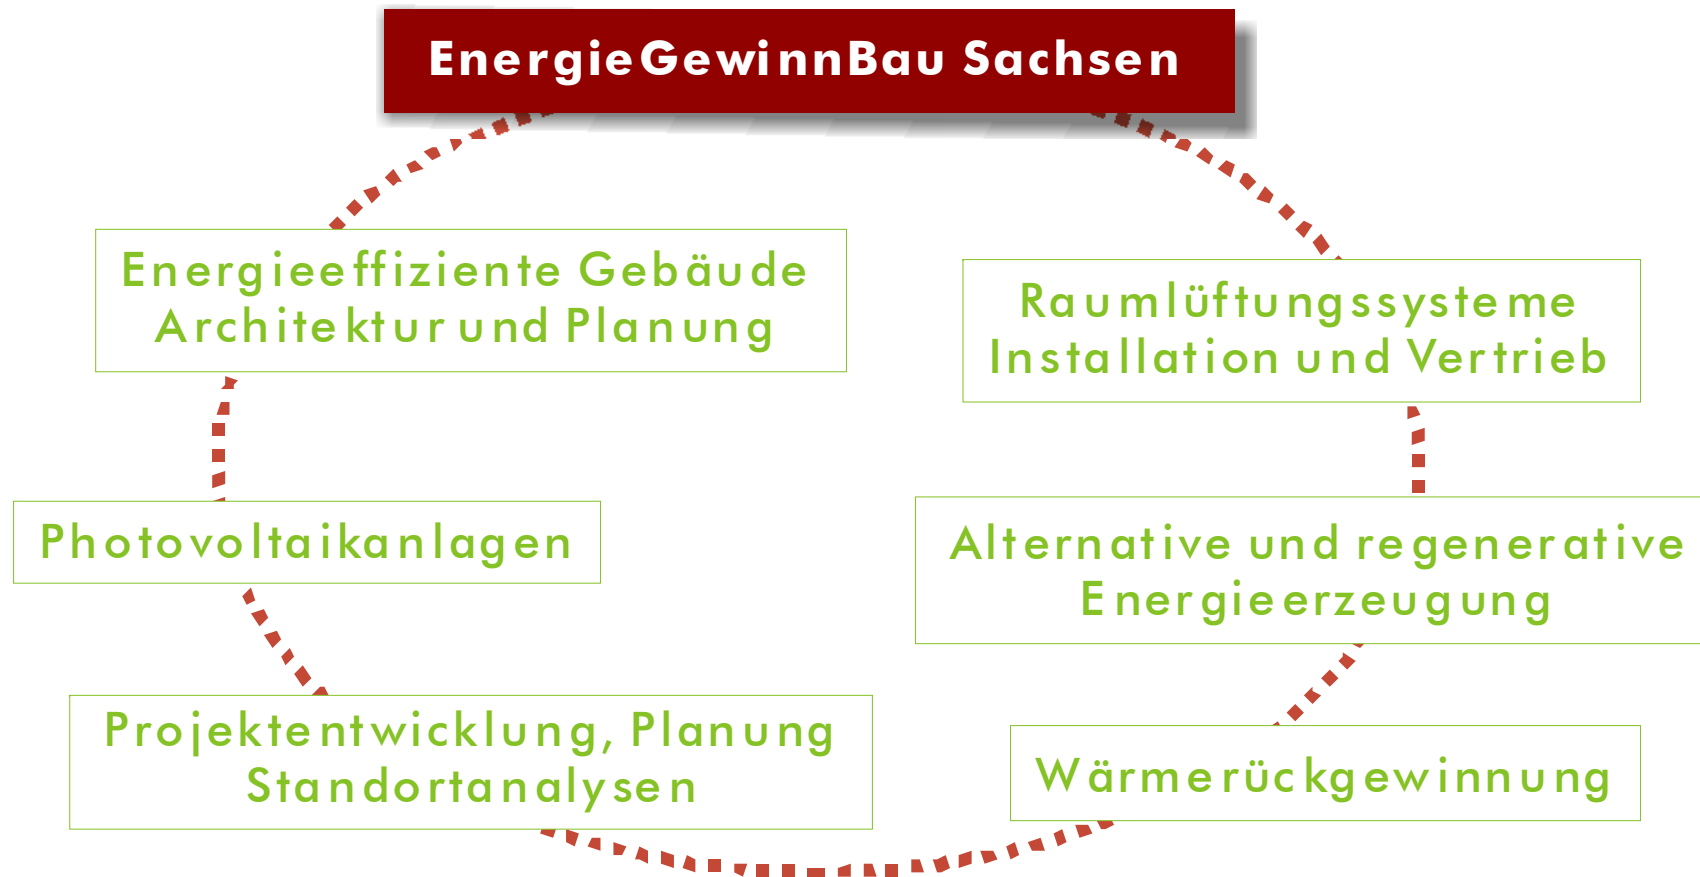 EnergieGewinnBau Sachsen
Energieeffiziente Gebäude
Architektur und Planung
Raumlüftungssysteme
Installation und Vertrieb
Photovoltaikanlagen
Alternative und regenerative
Energieerzeugung
Projektentwicklung, Planung
Standortanalysen
Wärmerückgewinnung